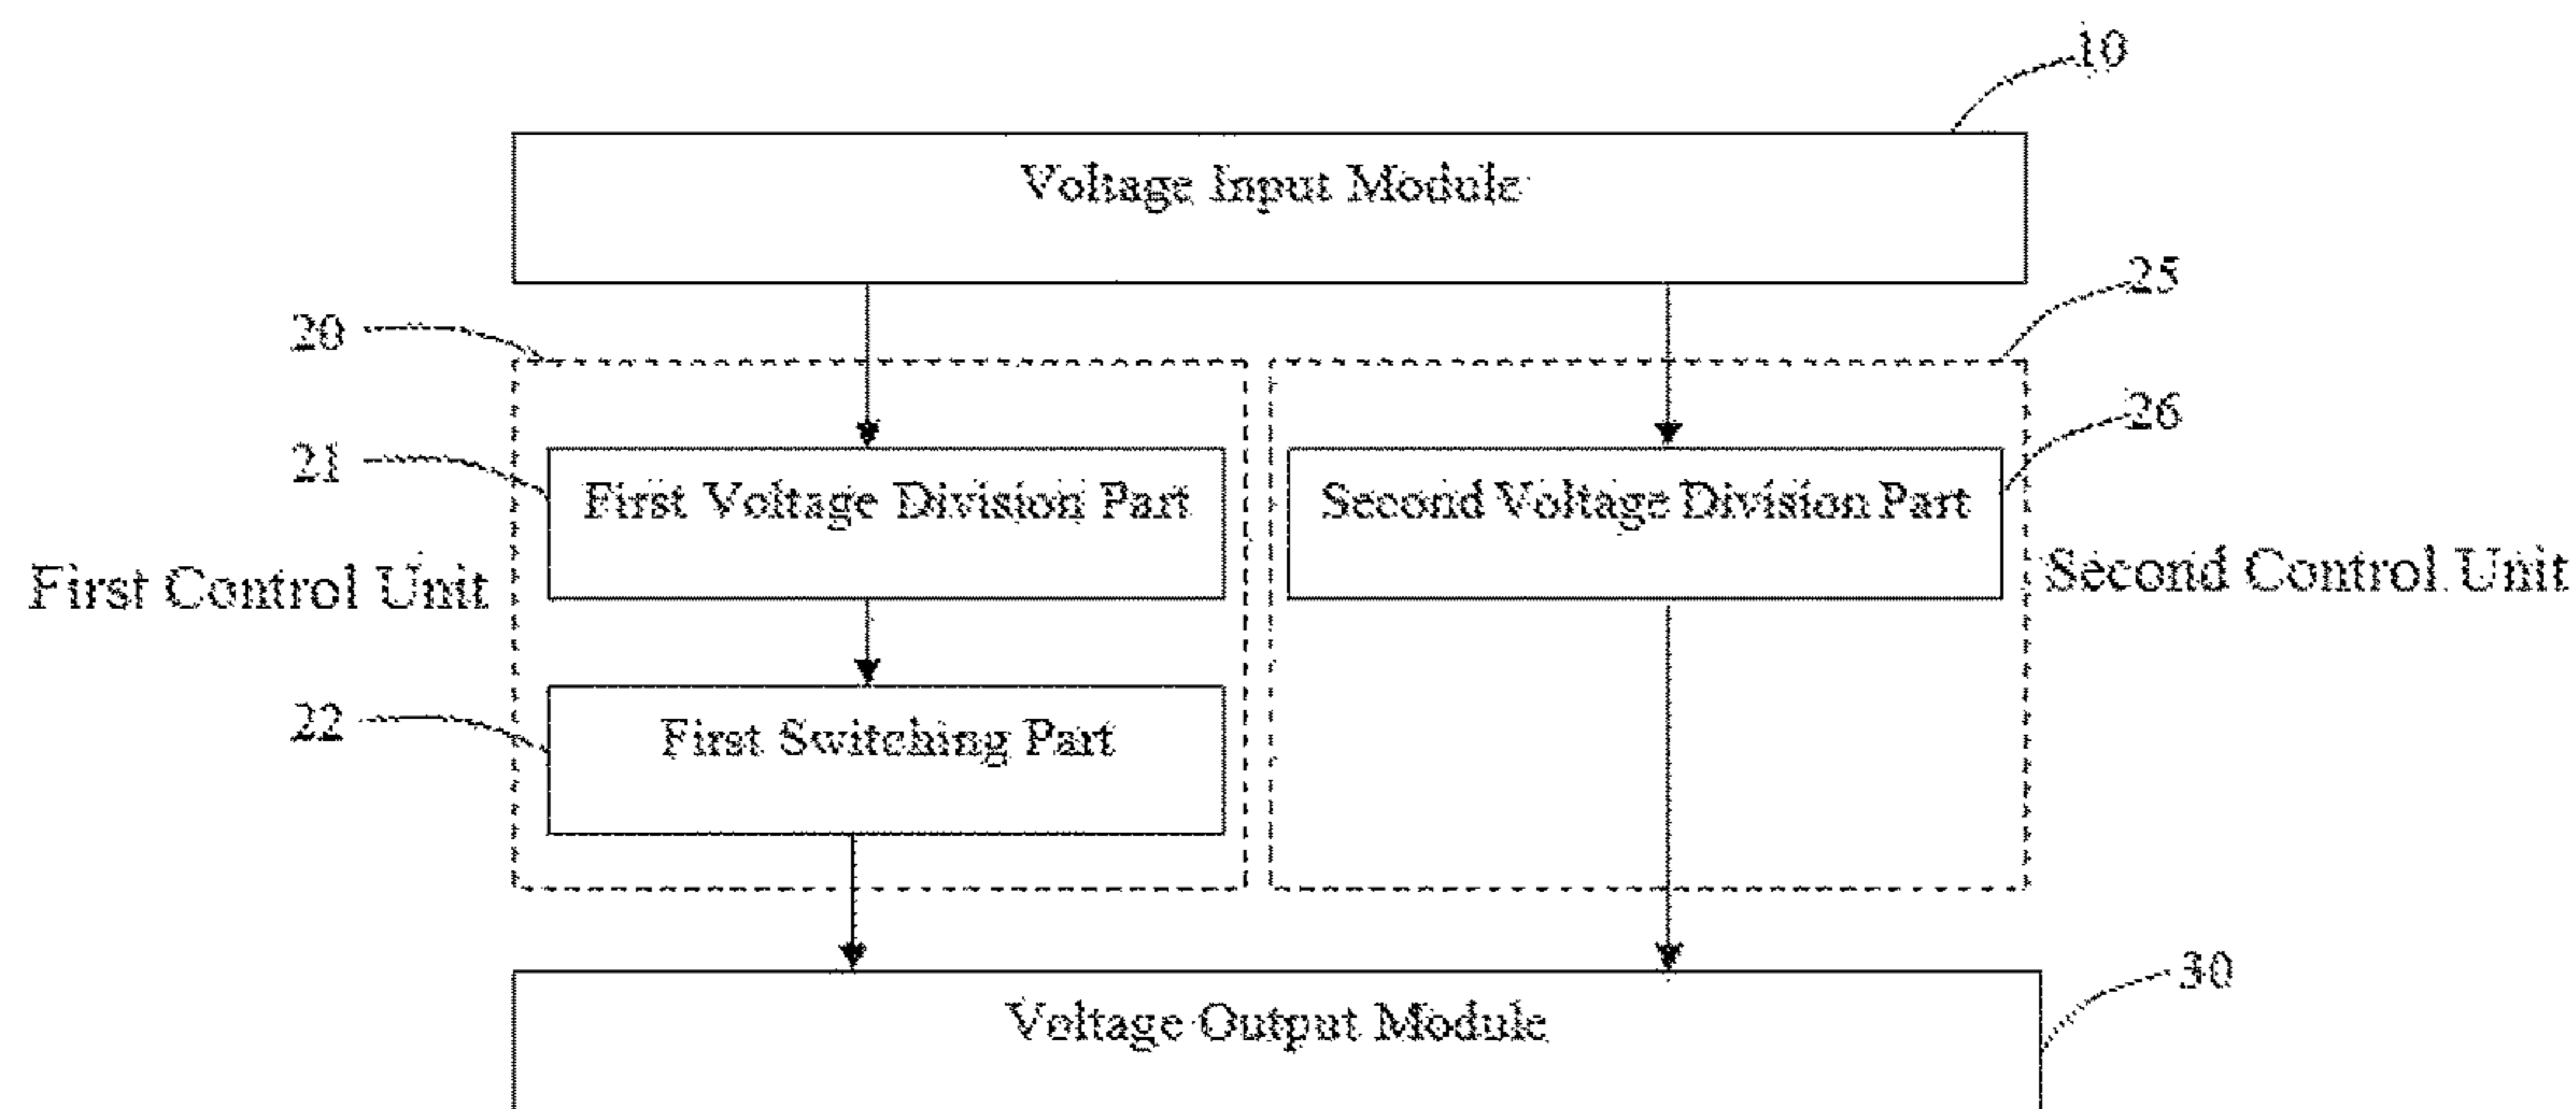 10
Voltage Input Module
25
20
26
21
First Voltage Division Part
Second Voltage Division Part
First Control Unit
Second Control Unit
22
First Switching Part
30
Voltage Output Module